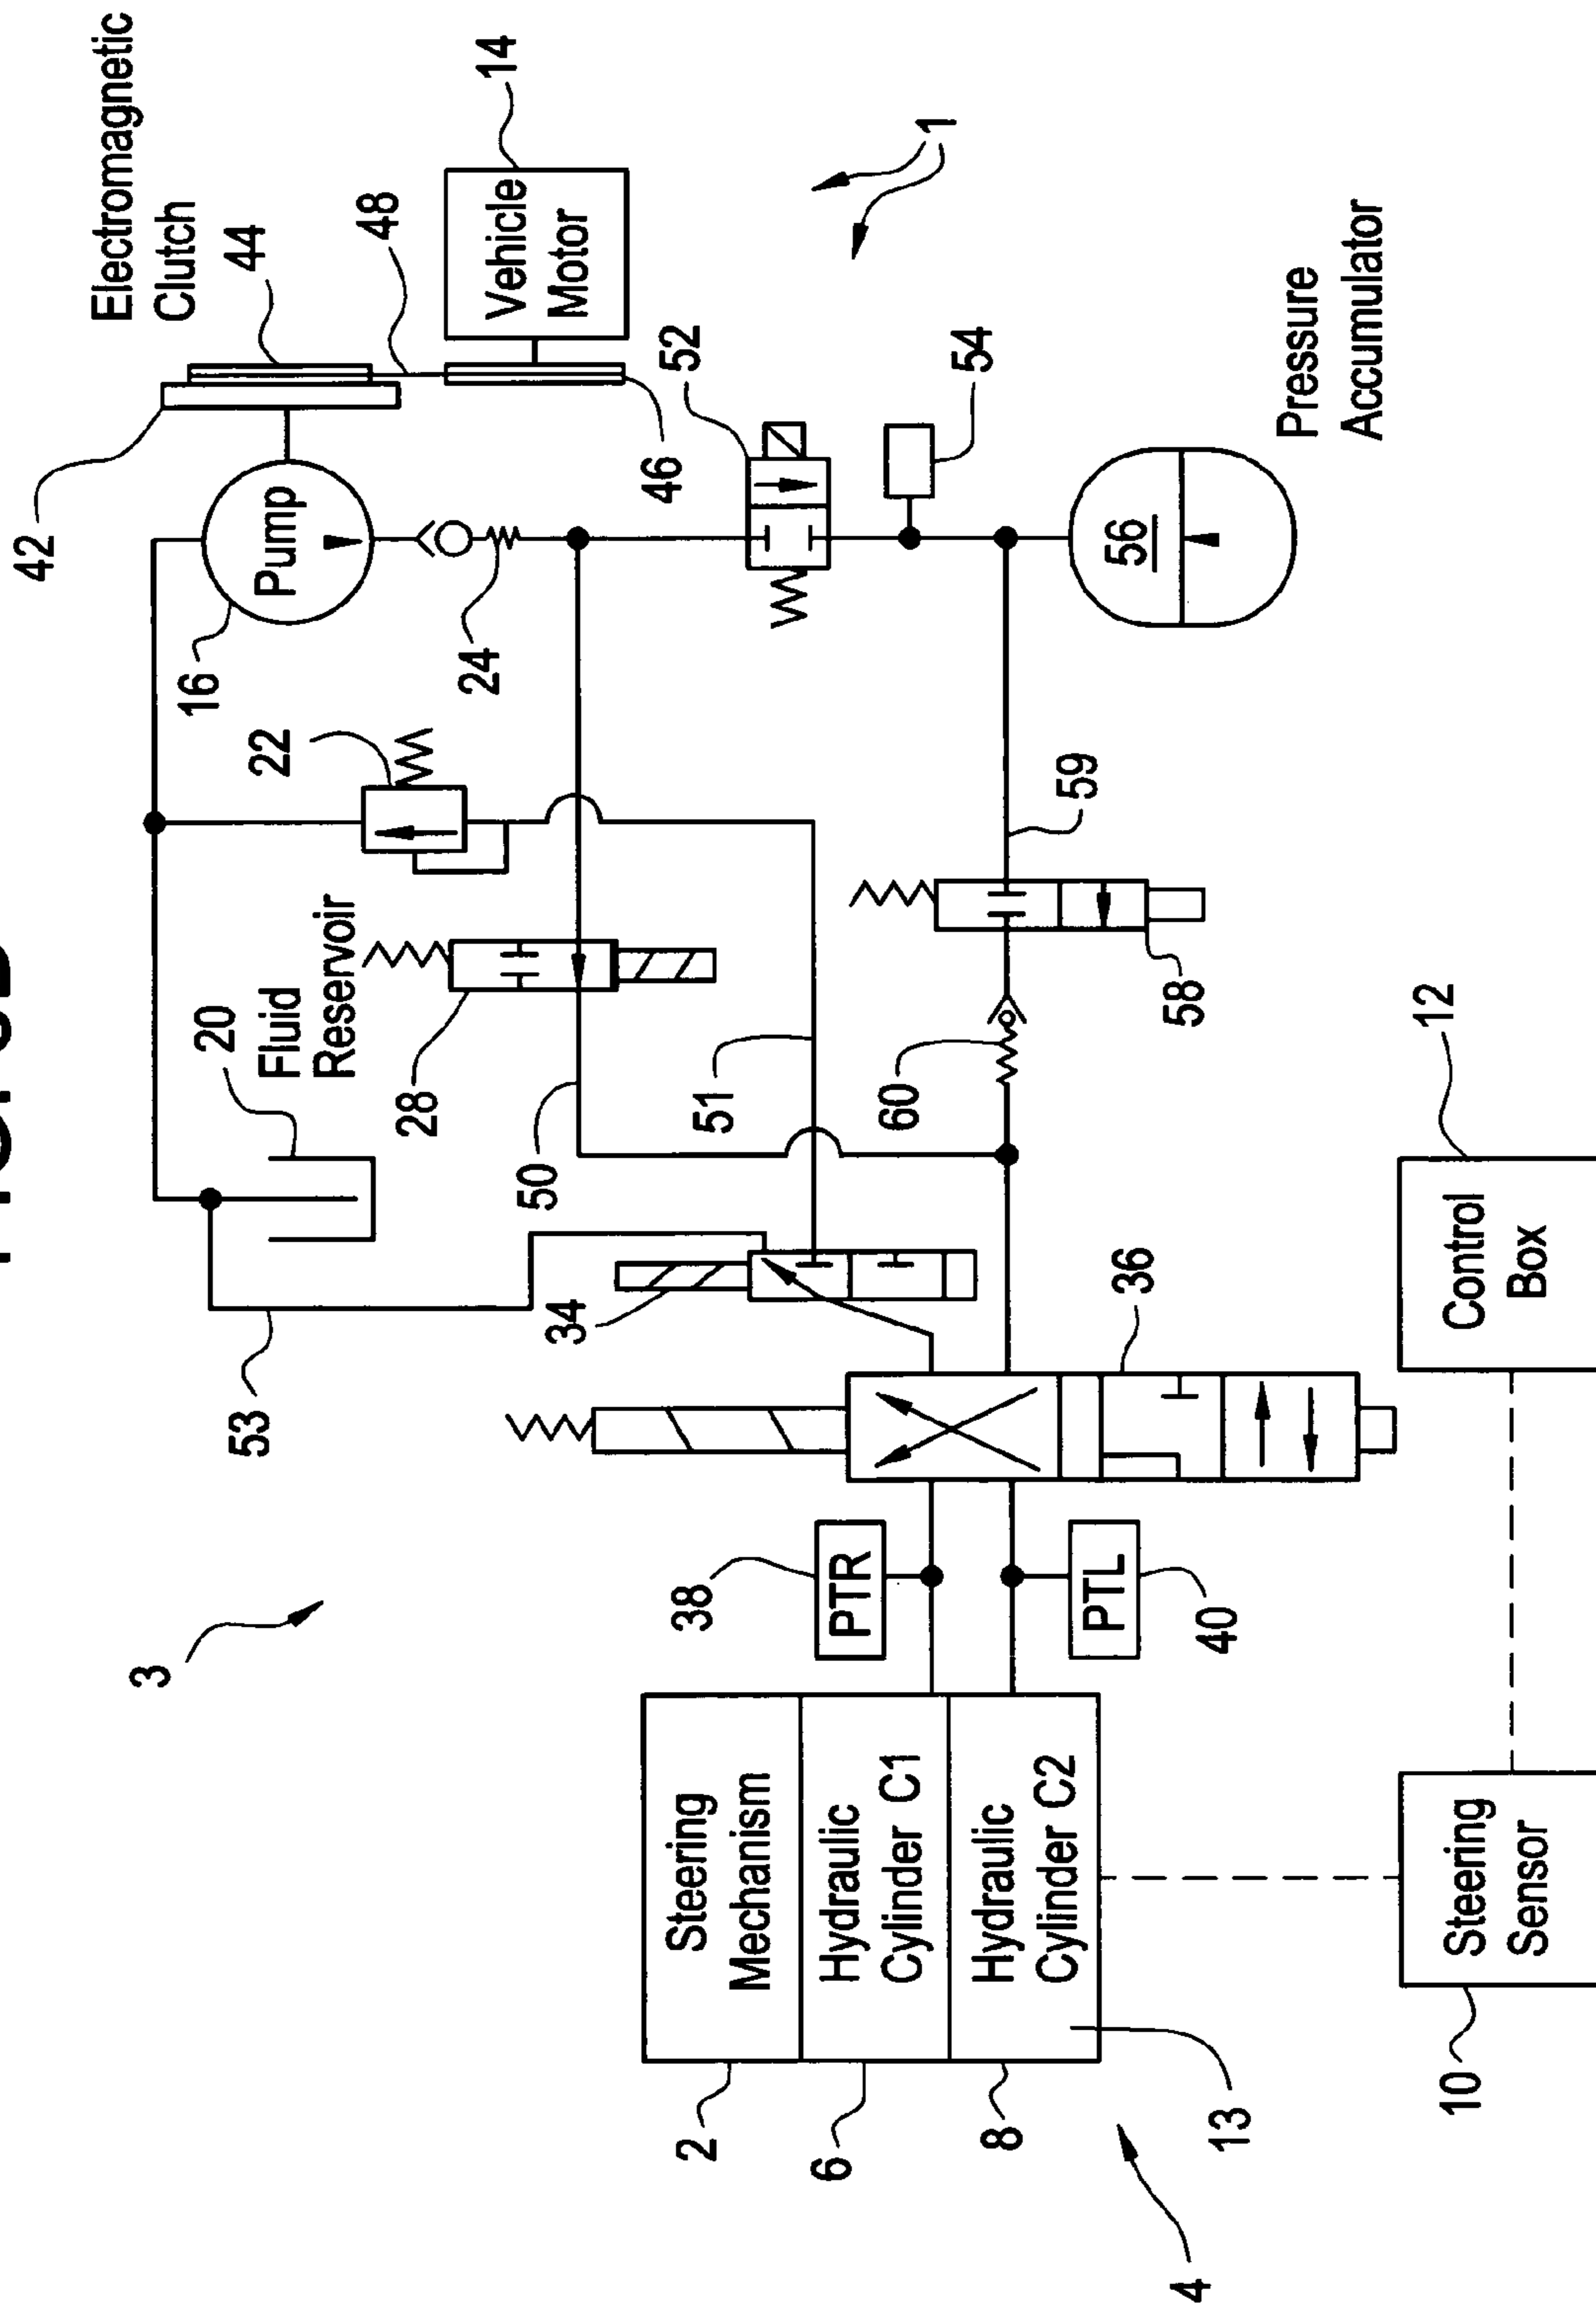 3
53
20
Fluid
Reservoir
28
22
16
Pump
42
Electromagnetic
Clutch
44
48
14
Vehicle
Motor
46
24
50
34
51
52
54
1
2
Steering
Mechanism
38
PTR
6
Hydraulic
Cylinder C1
8
Hydraulic
Cylinder C2
13
PTL
40
36
60
59
58
56
Pressure
Accumulator
4
10
Steering
Sensor
12
Control
Box